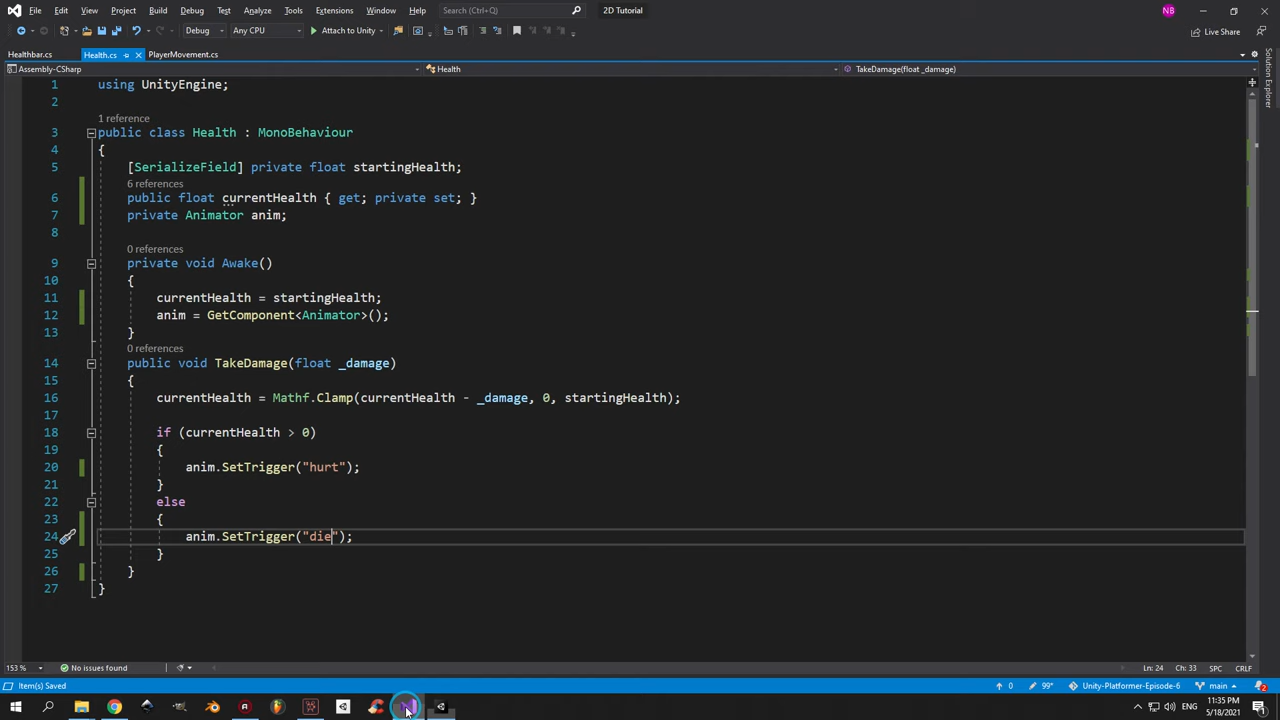 File Edit View Git Project Build Debug Test Analyze Tools Extensions Window Help Search (Ctrl+Q) 2D Tutorial NB
Debug Any CPU Attach to Unity Live Share
Healthbar.cs Health.cs PlayerMovement.cs
Assembly-CSharp Health TakeDamage(float _damage)
Solution Explorer
1 using UnityEngine;
2
1 reference
3 public class Health : MonoBehaviour
4 {
5 [SerializeField] private float startingHealth;
6 references
6 public float currentHealth { get; private set; }
7 private Animator anim;
8
0 references
9 private void Awake()
10 {
11 currentHealth = startingHealth;
12 anim = GetComponent<Animator>();
13 }
0 references
14 public void TakeDamage(float _damage)
15 {
16 currentHealth = Mathf.Clamp(currentHealth - _damage, 0, startingHealth);
17
18 if (currentHealth > 0)
19 {
20 anim.SetTrigger("hurt");
21 }
22 else
23 {
24 anim.SetTrigger("die");
25 }
26 }
27 }
153 % No issues found Ln: 24 Ch: 33 SPC CRLF
Item(s) Saved 0 99* Unity-Platformer-Episode-6 main 2
ENG 11:35 PM
5/18/2021